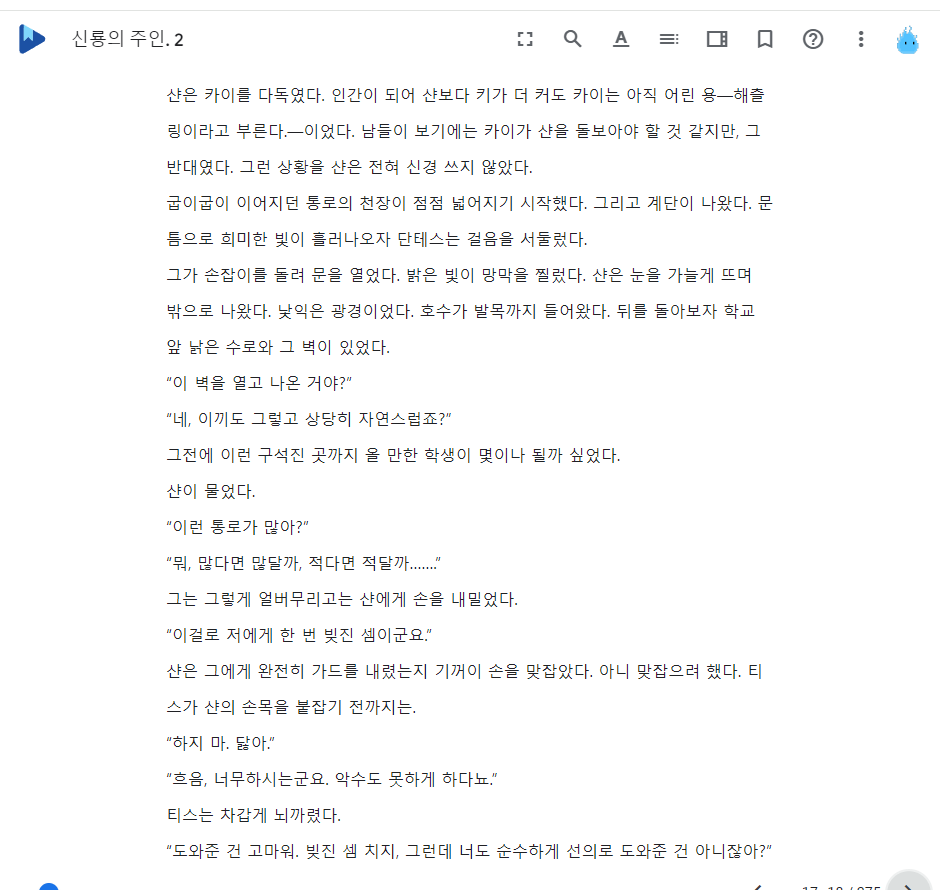 신룡의 주인. 2
샨은 카이를 다독였다. 인간이 되어 샨보다 키가 더 커도 카이는 아직 어린 용—해츨
링이라고 부른다.—이었다. 남들이 보기에는 카이가 샨을 돌보아야 할 것 같지만, 그
반대였다. 그런 상황을 샨은 전혀 신경 쓰지 않았다.
굽이굽이 이어지던 통로의 천장이 점점 넓어지기 시작했다. 그리고 계단이 나왔다. 문
틈으로 희미한 빛이 흘러나오자 단테스는 걸음을 서둘렀다.
그가 손잡이를 돌려 문을 열었다. 밝은 빛이 망막을 찔렀다. 샨은 눈을 가늘게 뜨며
밖으로 나왔다. 낯익은 광경이었다. 호수가 발목까지 들어왔다. 뒤를 돌아보자 학교
앞 낡은 수로와 그 벽이 있었다.
“이 벽을 열고 나온 거야?”
“네, 이끼도 그렇고 상당히 자연스럽죠?”
그전에 이런 구석진 곳까지 올 만한 학생이 몇이나 될까 싶었다.
샨이 물었다.
“이런 통로가 많아?”
“뭐, 많다면 많달까, 적다면 적달까…….”
그는 그렇게 얼버무리고는 샨에게 손을 내밀었다.
“이걸로 저에게 한 번 빚진 셈이군요.”
샨은 그에게 완전히 가드를 내렸는지 기꺼이 손을 맞잡았다. 아니 맞잡으려 했다. 티
스가 샨의 손목을 붙잡기 전까지는.
“하지 마. 닳아.”
“흐음, 너무하시는군요. 악수도 못하게 하다뇨.”
티스는 차갑게 뇌까렸다.
“도와준 건 고마워. 빚진 셈 치지, 그런데 너도 순수하게 선의로 도와준 건 아니잖아?”